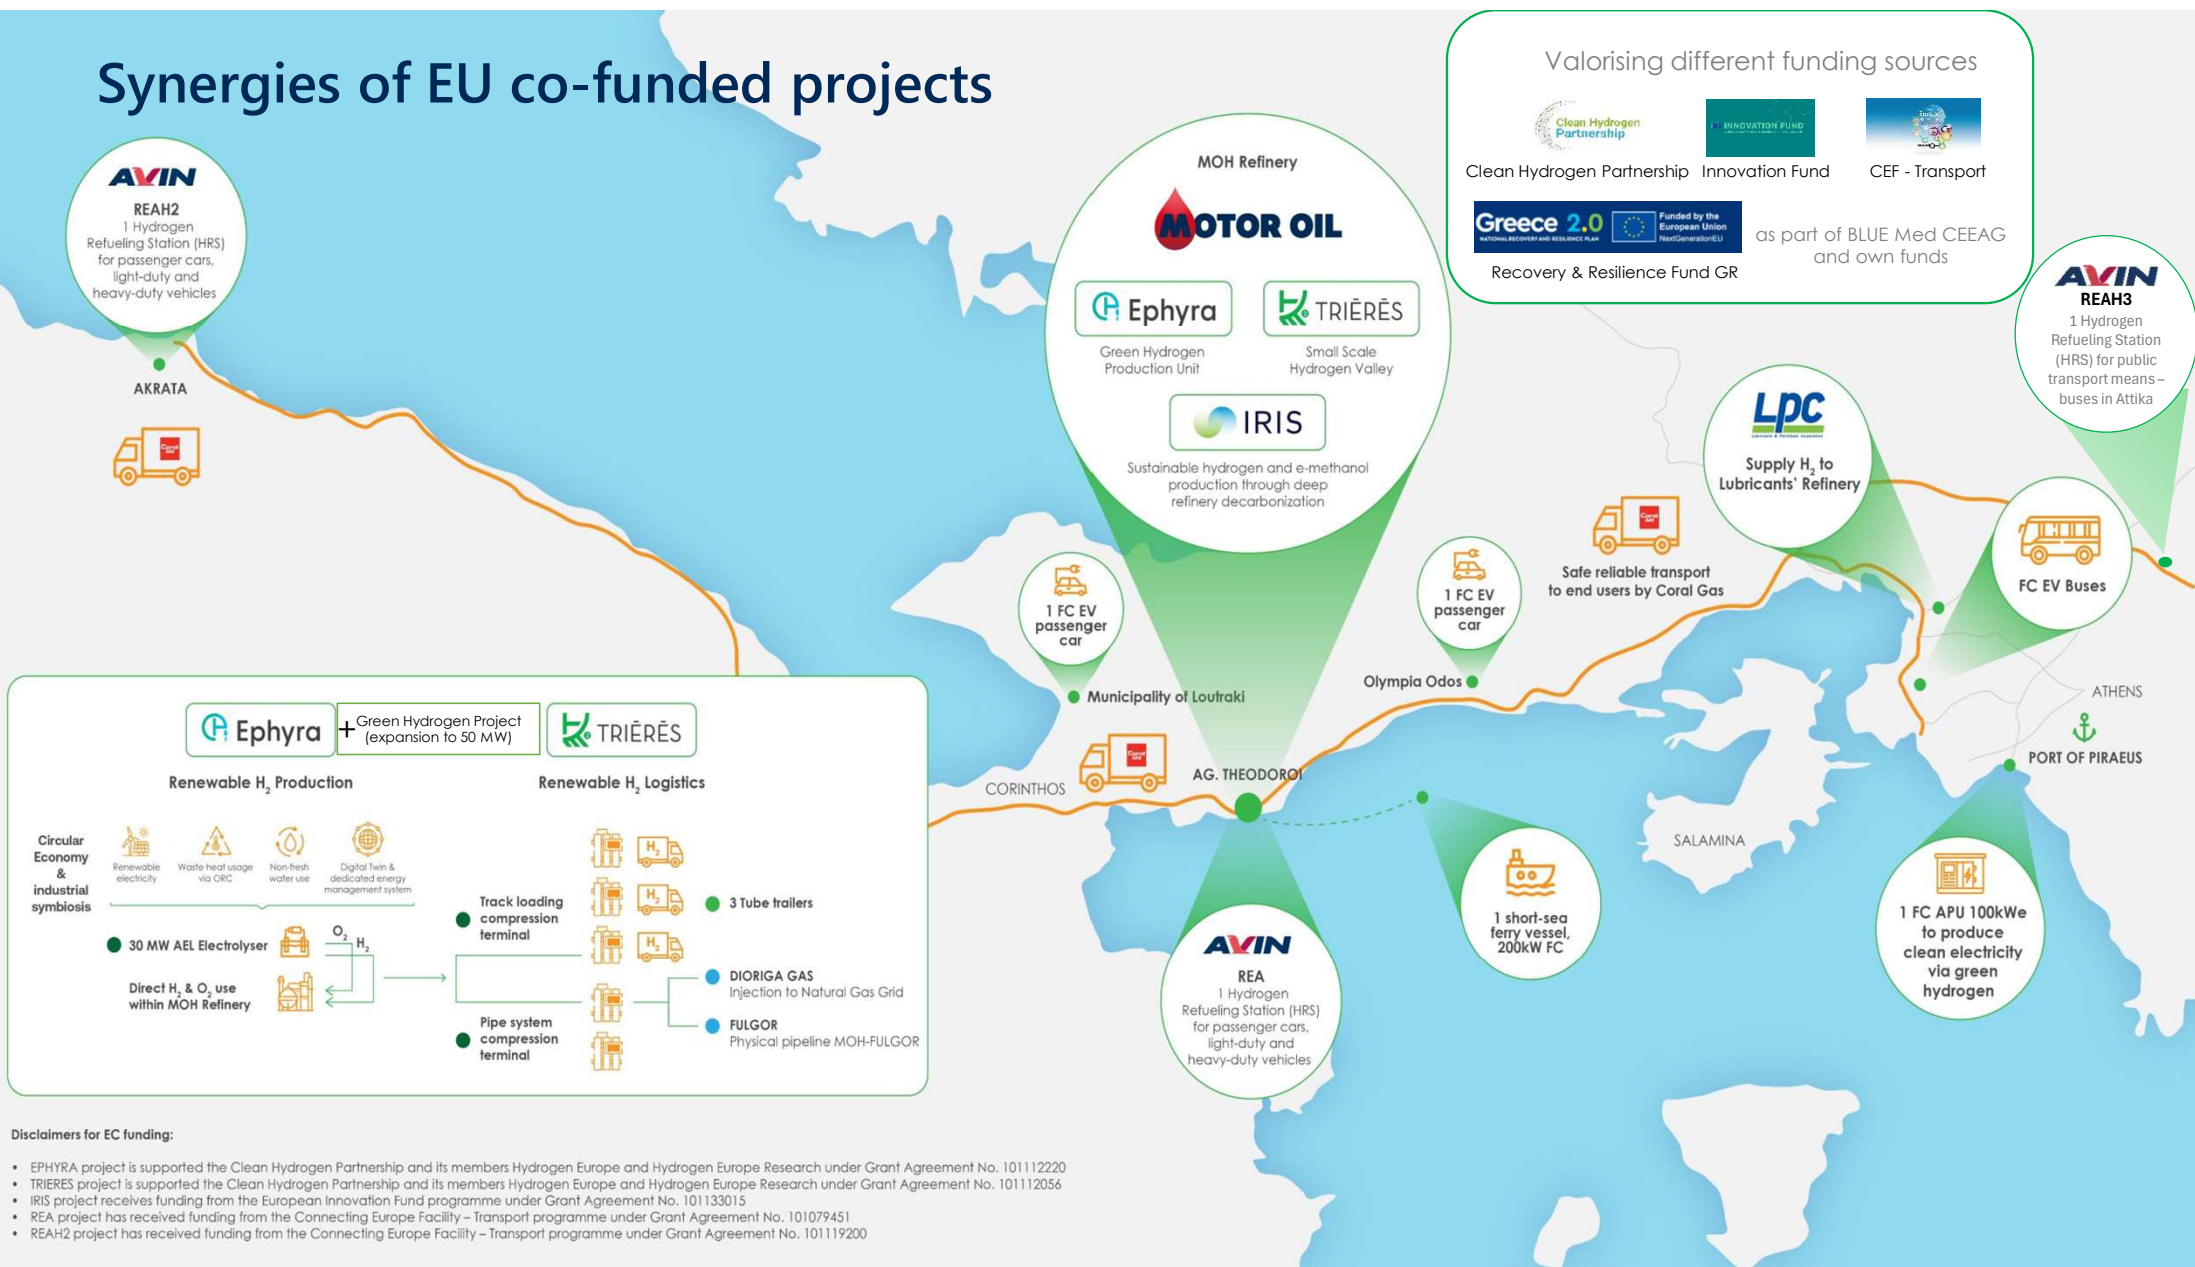 Synergies of EU co-funded projects
Valorising different funding sources
Clean Hydrogen
Partnership
INNOVATION FUND
Clean Hydrogen Partnership
Innovation Fund
CEF - Transport
Greece 2.0
NATIONAL RECOVERY AND RESILIENCE PLAN
Funded by the
European Union
NextGenerationEU
Recovery & Resilience Fund GR
as part of BLUE Med CEEAG
and own funds
AVIN
REAH2
1 Hydrogen
Refueling Station (HRS)
for passenger cars,
light-duty and
heavy-duty vehicles
AKRATA
Coral
GAS
MOH Refinery
MOTOR OIL
Ephyra
Green Hydrogen
Production Unit
TRIĒRĒS
Small Scale
Hydrogen Valley
IRIS
Sustainable hydrogen and e-methanol
production through deep
refinery decarbonization
AVIN
REAH3
1 Hydrogen
Refueling Station
(HRS) for public
transport means –
buses in Attika
LPC
Supply H₂ to
Lubricants' Refinery
FC EV Buses
Coral
GAS
Safe reliable transport
to end users by Coral Gas
1 FC EV
passenger
car
Municipality of Loutraki
1 FC EV
passenger
car
Olympia Odos
ATHENS
PORT OF PIRAEUS
SALAMINA
CORINTHOS
Coral
GAS
AG. THEODOROI
AVIN
REA
1 Hydrogen
Refueling Station (HRS)
for passenger cars,
light-duty and
heavy-duty vehicles
1 short-sea
ferry vessel,
200kW FC
1 FC APU 100kWe
to produce
clean electricity
via green
hydrogen
Ephyra
+
Green Hydrogen Project
(expansion to 50 MW)
TRIĒRĒS
Renewable H₂ Production
Renewable H₂ Logistics
Circular
Economy
&
industrial
symbiosis
Renewable
electricity
Waste heat usage
via ORC
Non-fresh
water use
Digital Twin &
dedicated energy
management system
30 MW AEL Electrolyser
O₂
H₂
Direct H₂ & O₂ use
within MOH Refinery
Track loading
compression
terminal
H₂
H₂
H₂
3 Tube trailers
Pipe system
compression
terminal
DIORIGA GAS
Injection to Natural Gas Grid
FULGOR
Physical pipeline MOH-FULGOR
Disclaimers for EC funding:
• EPHYRA project is supported the Clean Hydrogen Partnership and its members Hydrogen Europe and Hydrogen Europe Research under Grant Agreement No. 101112220
• TRIERES project is supported the Clean Hydrogen Partnership and its members Hydrogen Europe and Hydrogen Europe Research under Grant Agreement No. 101112056
• IRIS project receives funding from the European Innovation Fund programme under Grant Agreement No. 101133015
• REA project has received funding from the Connecting Europe Facility – Transport programme under Grant Agreement No. 101079451
• REAH2 project has received funding from the Connecting Europe Facility – Transport programme under Grant Agreement No. 101119200